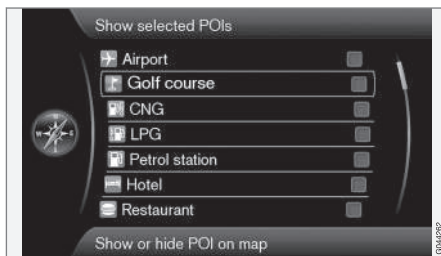 Show selected POIs
Airport
Golf course
CNG
LPG
Petrol station
Hotel
Restaurant
Show or hide POI on map
G044262